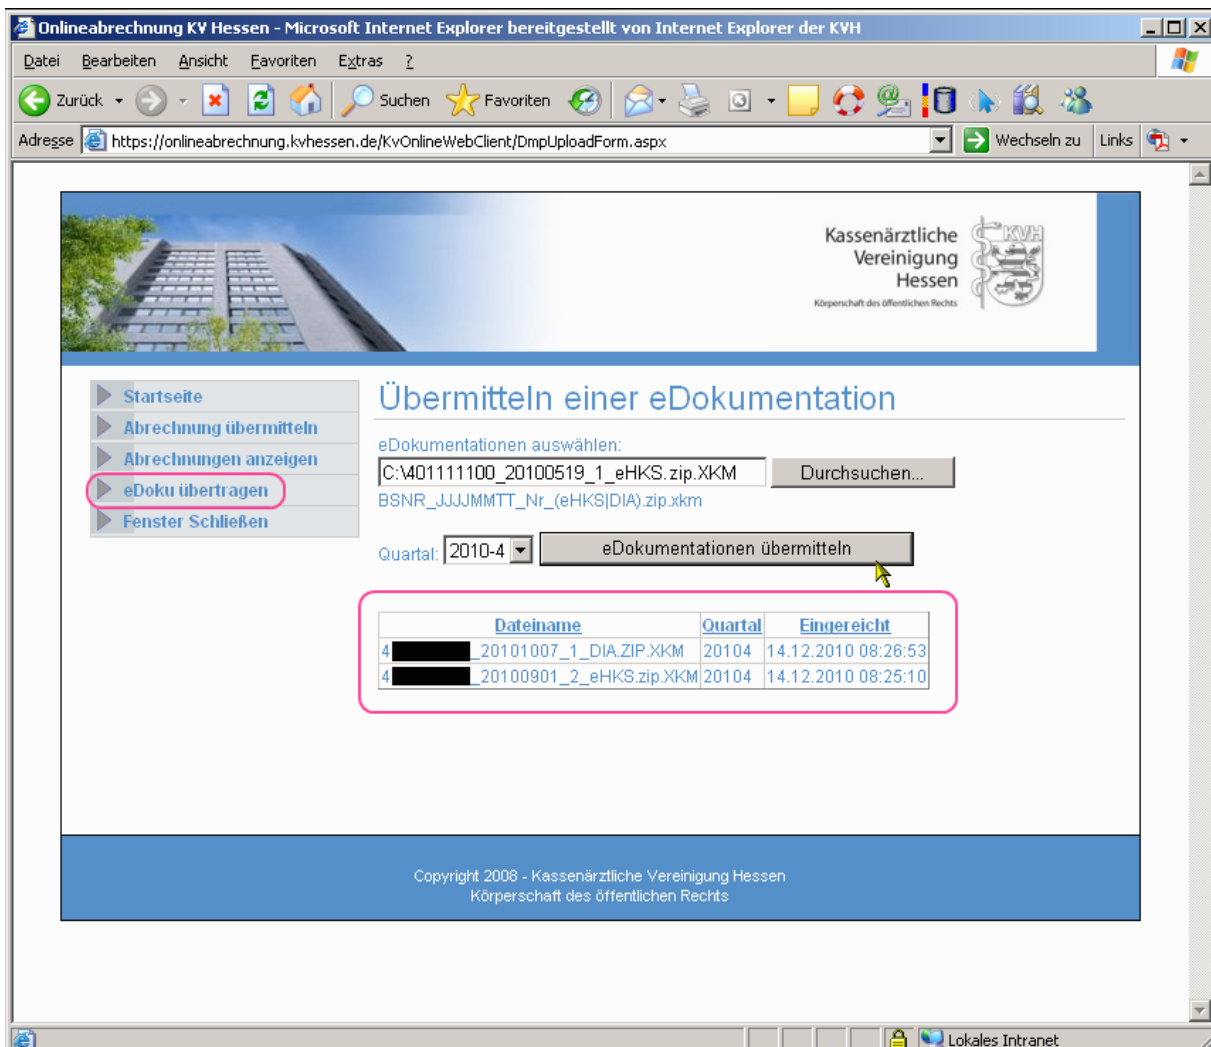 Onlineabrechnung KV Hessen - Microsoft Internet Explorer bereitgestellt von Internet Explorer der KVH
Datei Bearbeiten Ansicht Favoriten Extras ?
Zurück Suchen Favoriten
Adresse https://onlineabrechnung.kvhessen.de/KvOnlineWebClient/DmpUploadForm.aspx Wechseln zu Links
Kassenärztliche
Vereinigung
Hessen
Körperschaft des öffentlichen Rechts
KVH
Startseite
Abrechnung übermitteln
Abrechnungen anzeigen
eDoku übertragen
Fenster Schließen
Übermitteln einer eDokumentation
eDokumentationen auswählen:
C:\401111100_20100519_1_eHKS.zip.XKM Durchsuchen...
BSNR_JJJJMMTT_Nr_(eHKS|DIA).zip.xkm
Quartal: 2010-4 eDokumentationen übermitteln
Dateiname Quartal Eingereicht
4 _20101007_1_DIA.ZIP.XKM 20104 14.12.2010 08:26:53
4 _20100901_2_eHKS.zip.XKM 20104 14.12.2010 08:25:10
Copyright 2008 - Kassenärztliche Vereinigung Hessen
Körperschaft des öffentlichen Rechts
Lokales Intranet